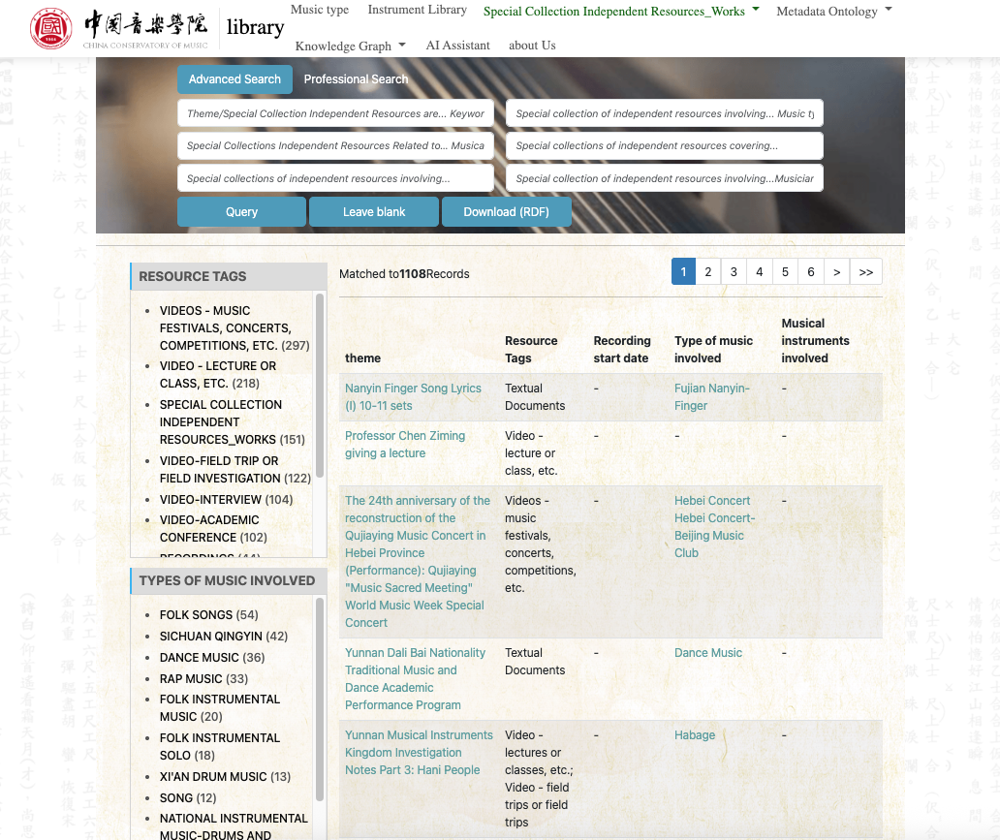 中国音樂學院
CHINA CONSERVATORY OF MUSIC
library
Music type
Instrument Library
Special Collection Independent Resources_Works
Metadata Ontology
Knowledge Graph
AI Assistant
about Us
Advanced Search
Professional Search
Theme/Special Collection Independent Resources are... Keywor
Special collection of independent resources involving... Music ty
Special Collections Independent Resources Related to... Musica
Special collections of independent resources covering...
Special collections of independent resources involving...
Special collection of independent resources involving...Musiciar
Query
Leave blank
Download (RDF)
RESOURCE TAGS
VIDEOS - MUSIC
FESTIVALS, CONCERTS,
COMPETITIONS, ETC. (297)
VIDEO - LECTURE OR
CLASS, ETC. (218)
SPECIAL COLLECTION
INDEPENDENT
RESOURCES_WORKS (151)
VIDEO-FIELD TRIP OR
FIELD INVESTIGATION (122)
VIDEO-INTERVIEW (104)
VIDEO-ACADEMIC
CONFERENCE (102)
RECORDINGS (44)
TYPES OF MUSIC INVOLVED
FOLK SONGS (54)
SICHUAN QINGYIN (42)
DANCE MUSIC (36)
RAP MUSIC (33)
FOLK INSTRUMENTAL
MUSIC (20)
FOLK INSTRUMENTAL
SOLO (18)
XI'AN DRUM MUSIC (13)
SONG (12)
NATIONAL INSTRUMENTAL
MUSIC-DRUMS AND
Matched to1108Records
1 2 3 4 5 6 > >>
theme
Resource
Tags
Recording
start date
Type of music
involved
Musical
instruments
involved
Nanyin Finger Song Lyrics
(I) 10-11 sets
Textual
Documents
-
Fujian Nanyin-
Finger
-
Professor Chen Ziming
giving a lecture
Video -
lecture or
class, etc.
-
-
-
The 24th anniversary of the
reconstruction of the
Qujiaying Music Concert in
Hebei Province
(Performance): Qujiaying
"Music Sacred Meeting"
World Music Week Special
Concert
Videos -
music
festivals,
concerts,
competitions,
etc.
-
Hebei Concert
Hebei Concert-
Beijing Music
Club
-
Yunnan Dali Bai Nationality
Traditional Music and
Dance Academic
Performance Program
Textual
Documents
-
Dance Music
-
Yunnan Musical Instruments
Kingdom Investigation
Notes Part 3: Hani People
Video -
lectures or
classes, etc.;
Video - field
trips or field
trips
-
Habage
-